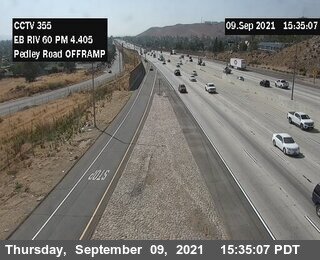 CCTV 355
EB RIV 60 PM 4.405
Pedley Road OFFRAMP
09.Sep 2021 15:35:07
STOP
Thursday, September 09, 2021 15:35:07 PDT